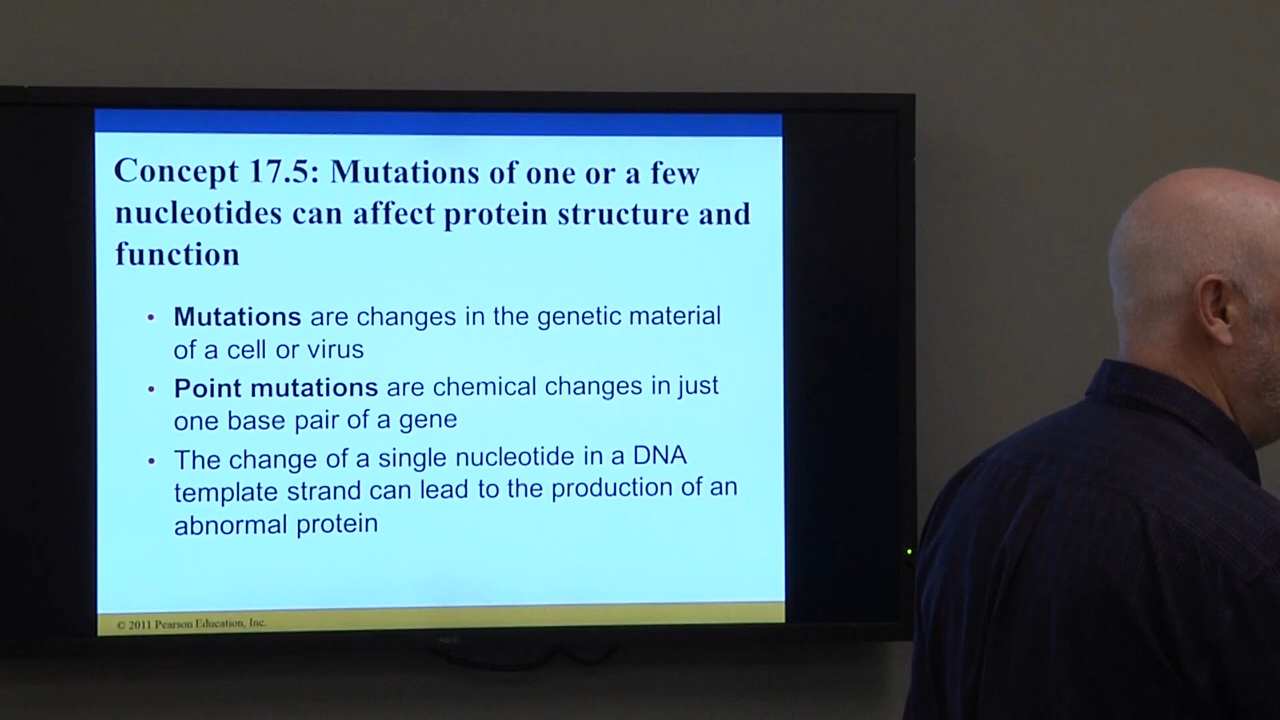 Concept 17.5: Mutations of one or a few
nucleotides can affect protein structure and
function
• Mutations are changes in the genetic material
of a cell or virus
• Point mutations are chemical changes in just
one base pair of a gene
• The change of a single nucleotide in a DNA
template strand can lead to the production of an
abnormal protein
© 2011 Pearson Education, Inc.
NEC